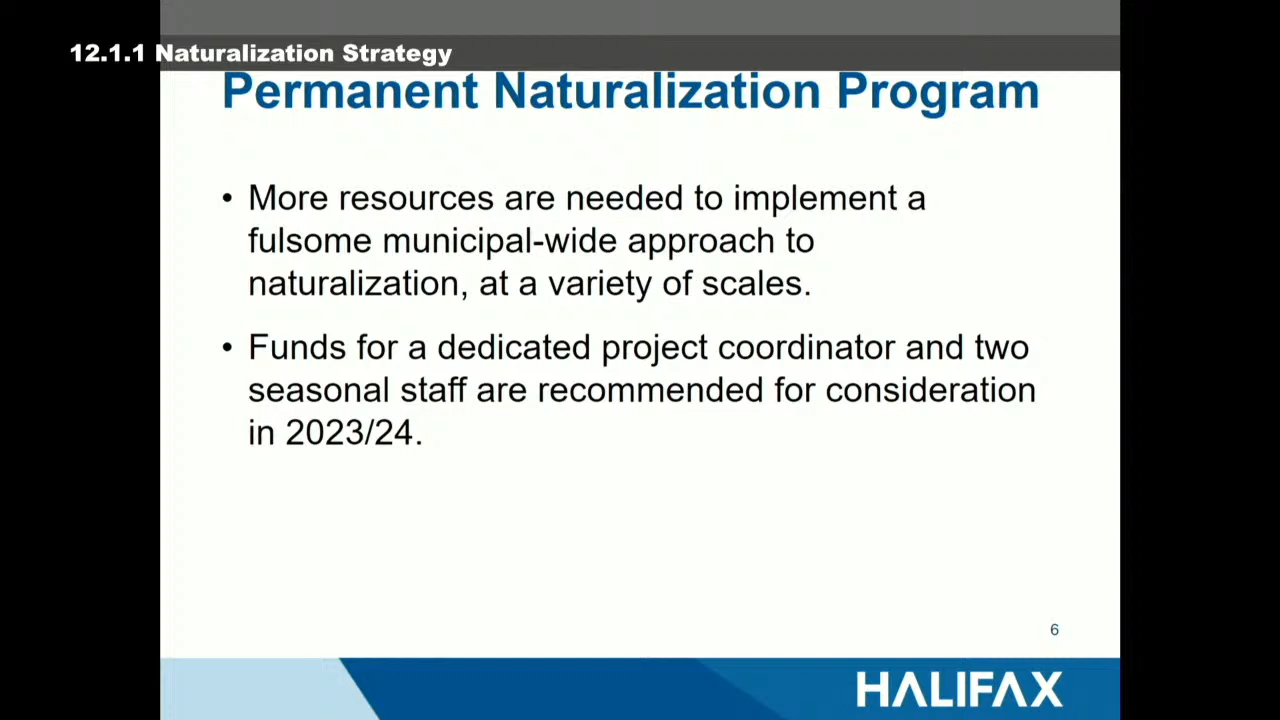 12.1.1 Naturalization Strategy
Permanent Naturalization Program
• More resources are needed to implement a
fulsome municipal-wide approach to
naturalization, at a variety of scales.
• Funds for a dedicated project coordinator and two
seasonal staff are recommended for consideration
in 2023/24.
6
HALIFAX